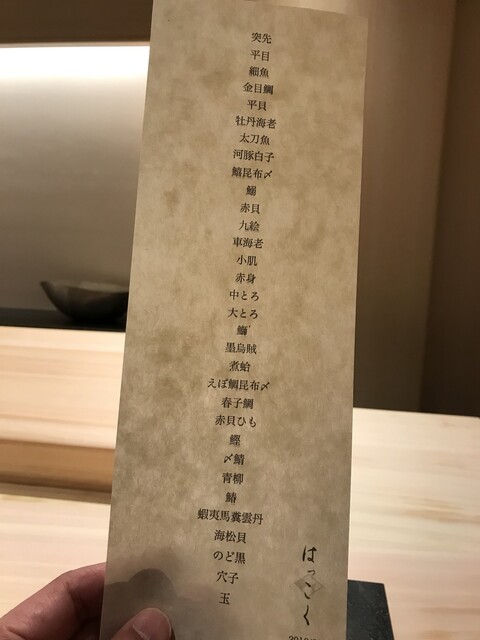 突先
平目
細魚
金目鯛
平貝
牡丹海老
太刀魚
河豚白子
鱚昆布〆
鰯
赤貝
九絵
車海老
小肌
赤身
中とろ
大とろ
鰤
墨烏賊
煮蛤
えぼ鯛昆布〆
春子鯛
赤貝ひも
鰹
〆鯖
青柳
鰆
蝦夷馬糞雲丹
海松貝
のど黒
穴子
玉
はっこく